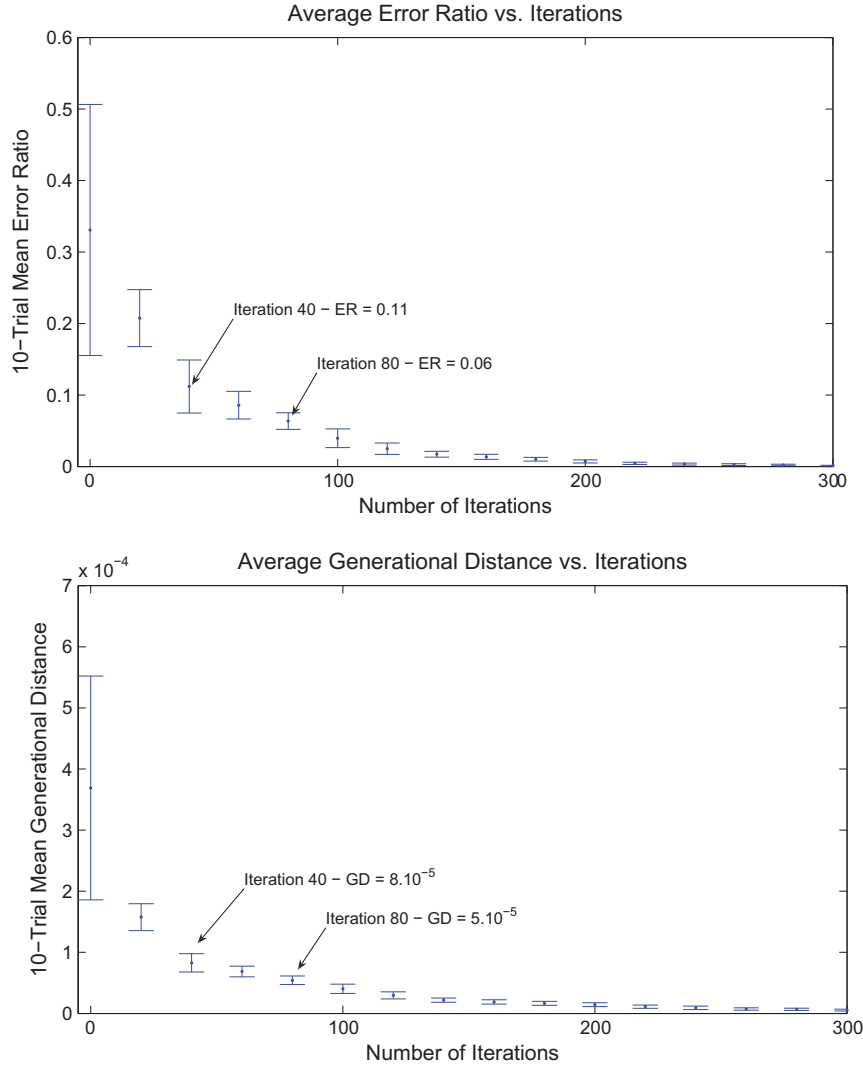 Average Error Ratio vs. Iterations
0.6
0.5
0.4
0.3
0.2
0.1
0
10−Trial Mean Error Ratio
Iteration 40 − ER = 0.11
Iteration 80 − ER = 0.06
0 100 200 300
Number of Iterations
Average Generational Distance vs. Iterations
x 10⁻⁴
7
6
5
4
3
2
1
0
10−Trial Mean Generational Distance
Iteration 40 − GD = 8.10⁻⁵
Iteration 80 − GD = 5.10⁻⁵
0 100 200 300
Number of Iterations